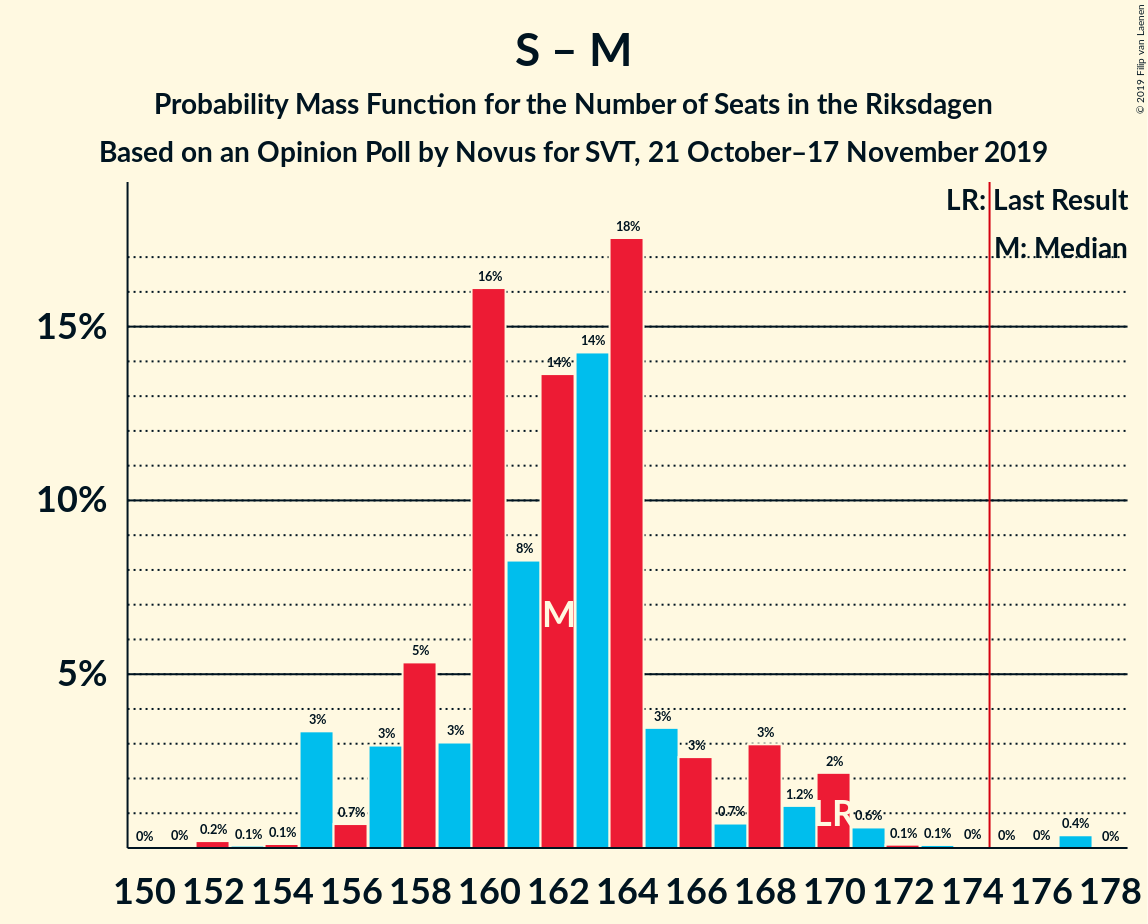 S – M
Probability Mass Function for the Number of Seats in the Riksdagen
Based on an Opinion Poll by Novus for SVT, 21 October–17 November 2019
© 2019 Filip van Laenen
LR: Last Result
M: Median
15%
10%
5%
0% 0% 0.2% 0.1% 0.1% 3% 0.7% 3% 5% 3% 16% 8% 14% 14% 18% 3% 3% 0.7% 3% 1.2% 2% 0.6% 0.1% 0.1% 0% 0% 0% 0.4% 0%
M
LR
150 152 154 156 158 160 162 164 166 168 170 172 174 176 178